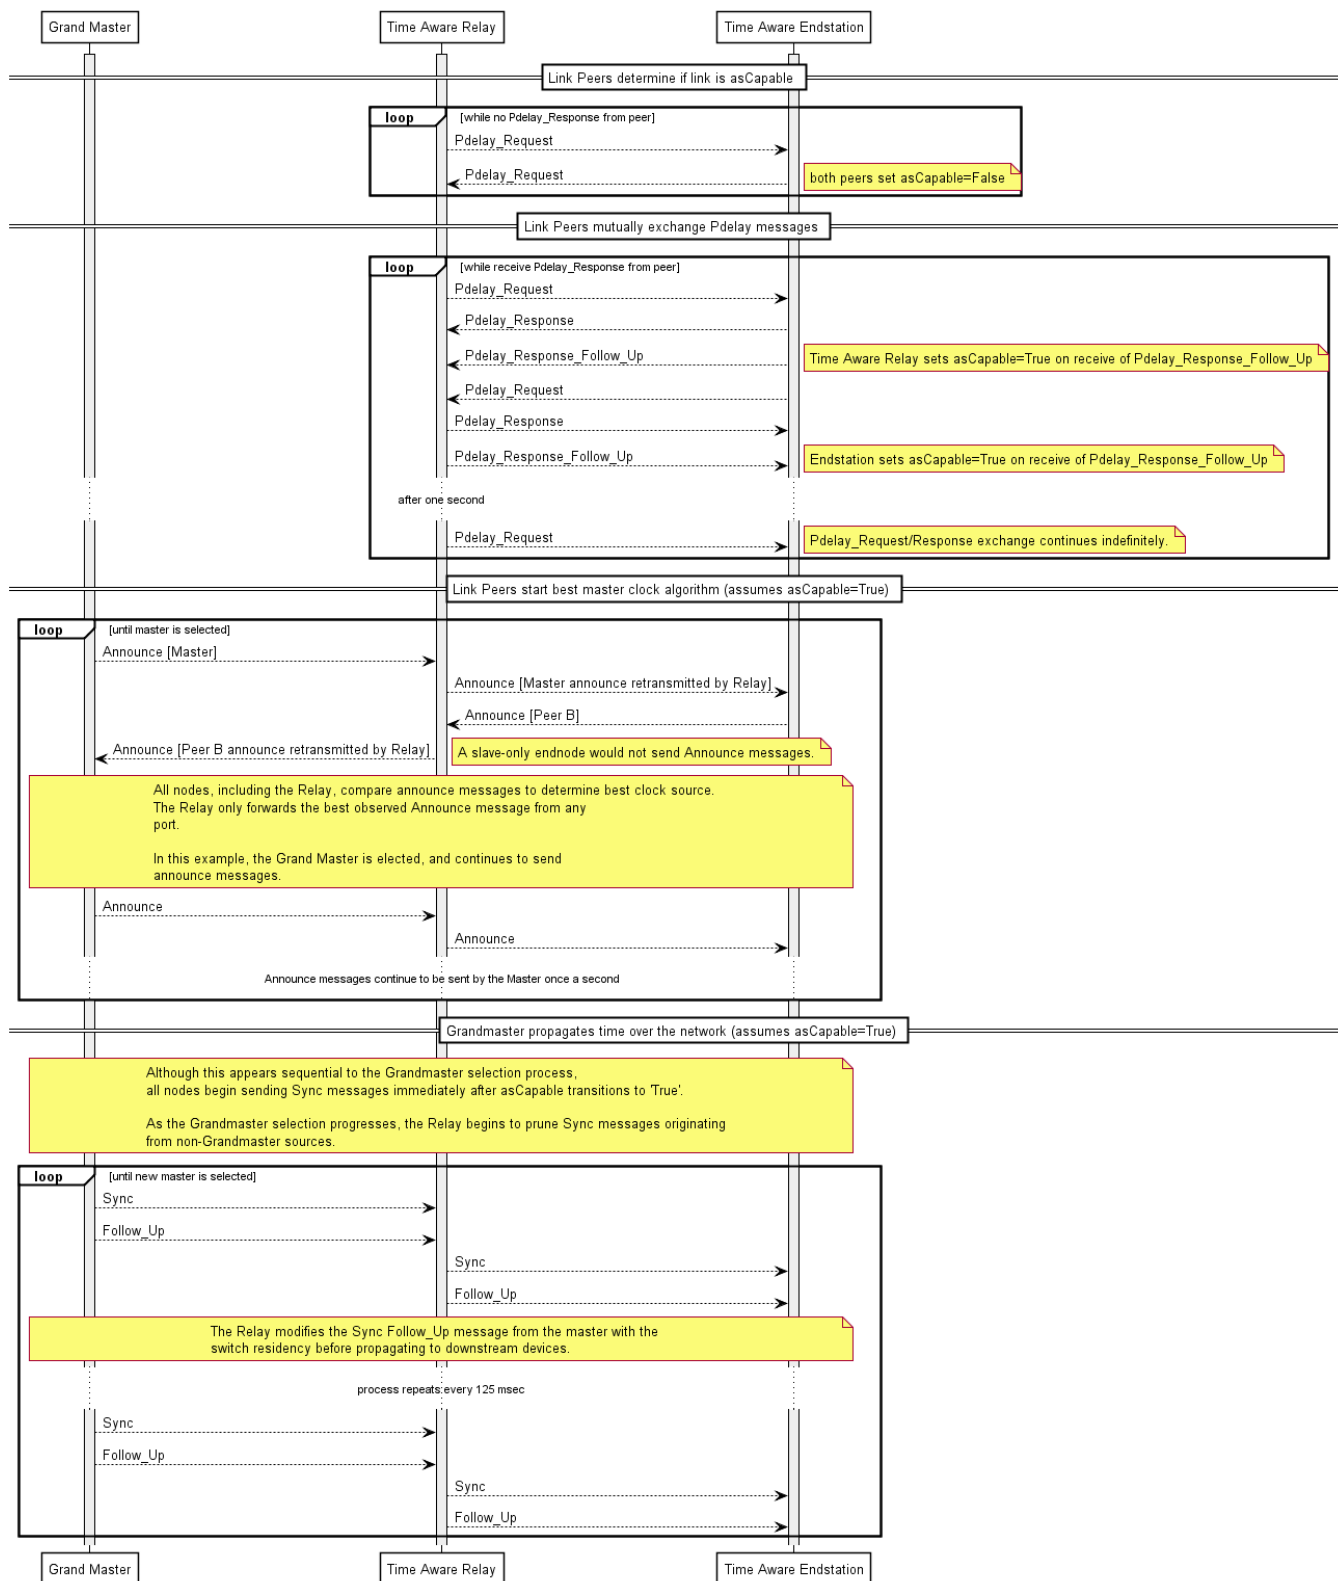 Grand Master
Time Aware Relay
Time Aware Endstation
Link Peers determine if link is asCapable
loop
[while no Pdelay_Response from peer]
Pdelay_Request
Pdelay_Request
both peers set asCapable=False
Link Peers mutually exchange Pdelay messages
loop
[while receive Pdelay_Response from peer]
Pdelay_Request
Pdelay_Response
Pdelay_Response_Follow_Up
Time Aware Relay sets asCapable=True on receive of Pdelay_Response_Follow_Up
Pdelay_Request
Pdelay_Response
Pdelay_Response_Follow_Up
Endstation sets asCapable=True on receive of Pdelay_Response_Follow_Up
after one second
Pdelay_Request
Pdelay_Request/Response exchange continues indefinitely.
Link Peers start best master clock algorithm (assumes asCapable=True)
loop
[until master is selected]
Announce [Master]
Announce [Master announce retransmitted by Relay]
Announce [Peer B]
Announce [Peer B announce retransmitted by Relay]
A slave-only endnode would not send Announce messages.
All nodes, including the Relay, compare announce messages to determine best clock source.
The Relay only forwards the best observed Announce message from any
port.
In this example, the Grand Master is elected, and continues to send
announce messages.
Announce
Announce
Announce messages continue to be sent by the Master once a second
Grandmaster propagates time over the network (assumes asCapable=True)
Although this appears sequential to the Grandmaster selection process,
all nodes begin sending Sync messages immediately after asCapable transitions to 'True'.
As the Grandmaster selection progresses, the Relay begins to prune Sync messages originating
from non-Grandmaster sources.
loop
[until new master is selected]
Sync
Follow_Up
Sync
Follow_Up
The Relay modifies the Sync Follow_Up message from the master with the
switch residency before propagating to downstream devices.
process repeats every 125 msec
Sync
Follow_Up
Sync
Follow_Up
Grand Master
Time Aware Relay
Time Aware Endstation